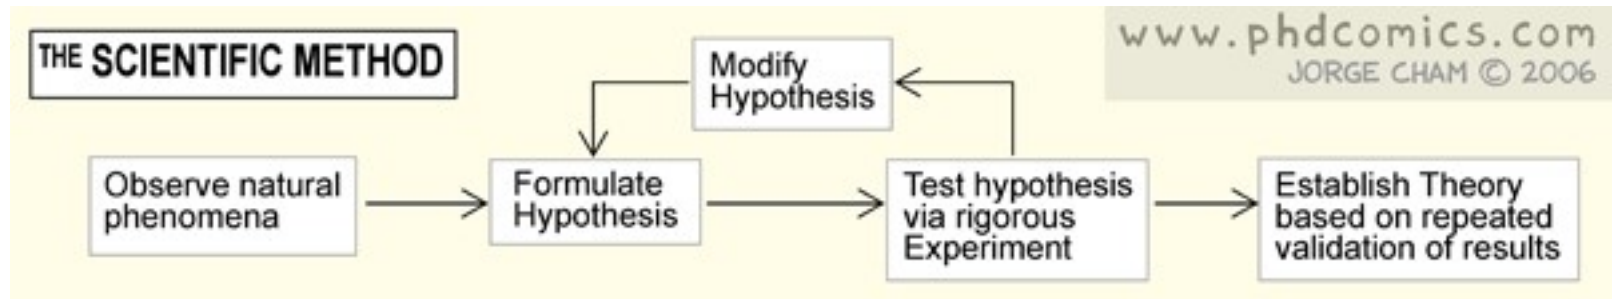 THE SCIENTIFIC METHOD
www.phdcomics.com
JORGE CHAM © 2006
Modify
Hypothesis
Observe natural
phenomena
Formulate
Hypothesis
Test hypothesis
via rigorous
Experiment
Establish Theory
based on repeated
validation of results